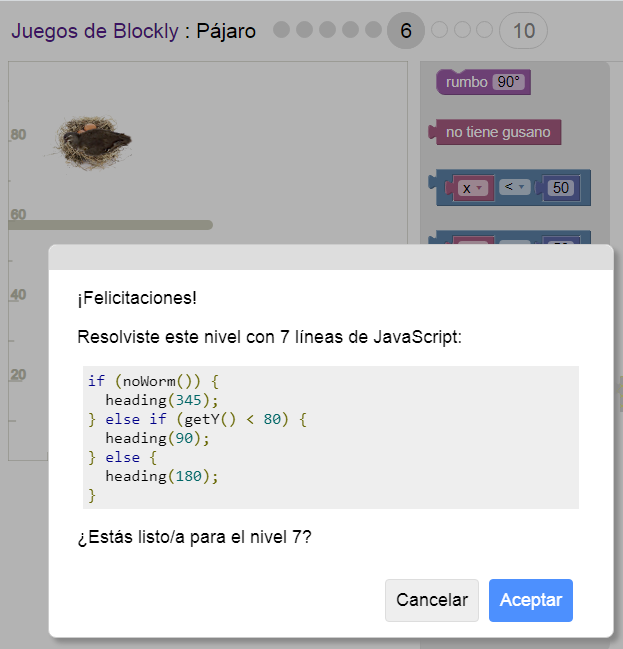 Juegos de Blockly : Pájaro 6 10
rumbo 90°
no tiene gusano
x < 50
80
60
40
20
¡Felicitaciones!
Resolviste este nivel con 7 líneas de JavaScript:
if (noWorm()) {
  heading(345);
} else if (getY() < 80) {
  heading(90);
} else {
  heading(180);
}
¿Estás listo/a para el nivel 7?
Cancelar Aceptar